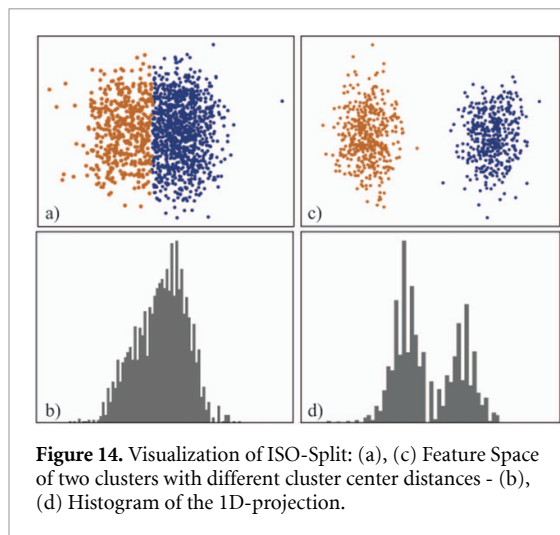 a)
c)
b)
d)
Figure 14. Visualization of ISO-Split: (a), (c) Feature Space
of two clusters with different cluster center distances - (b),
(d) Histogram of the 1D-projection.